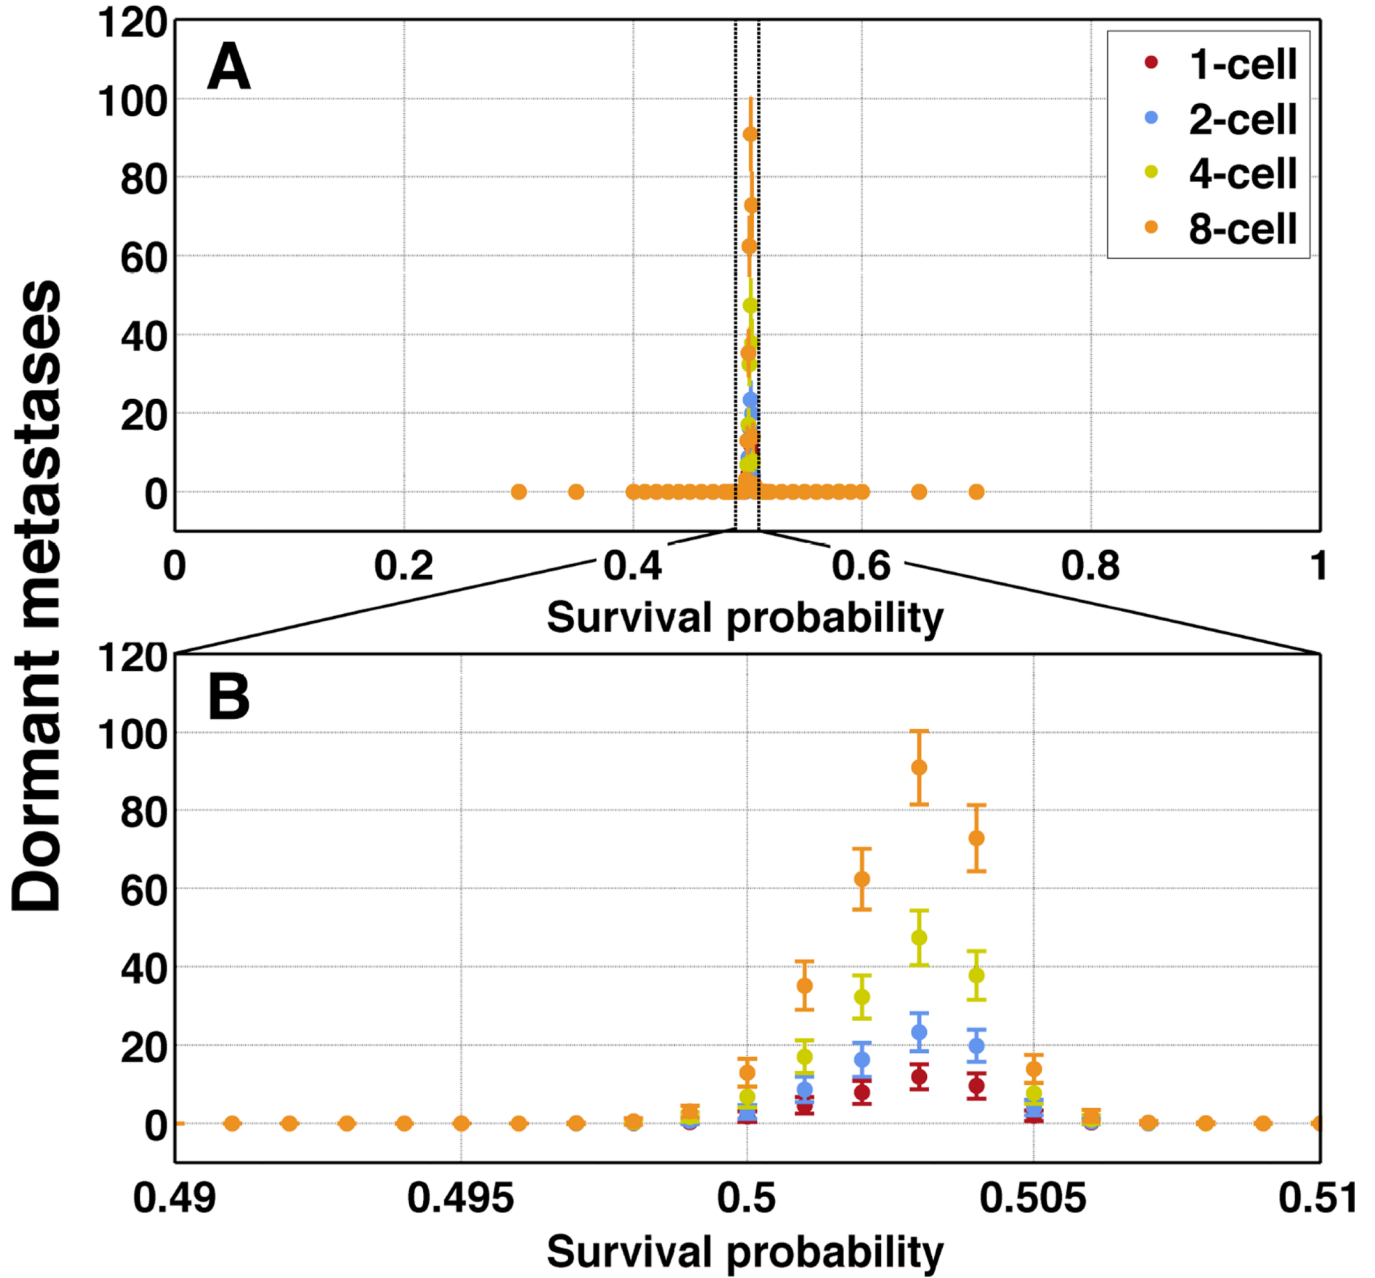 Dormant metastases
A
120
100
80
60
40
20
0
1-cell
2-cell
4-cell
8-cell
0 0.2 0.4 0.6 0.8 1
Survival probability
B
120
100
80
60
40
20
0
0.49 0.495 0.5 0.505 0.51
Survival probability